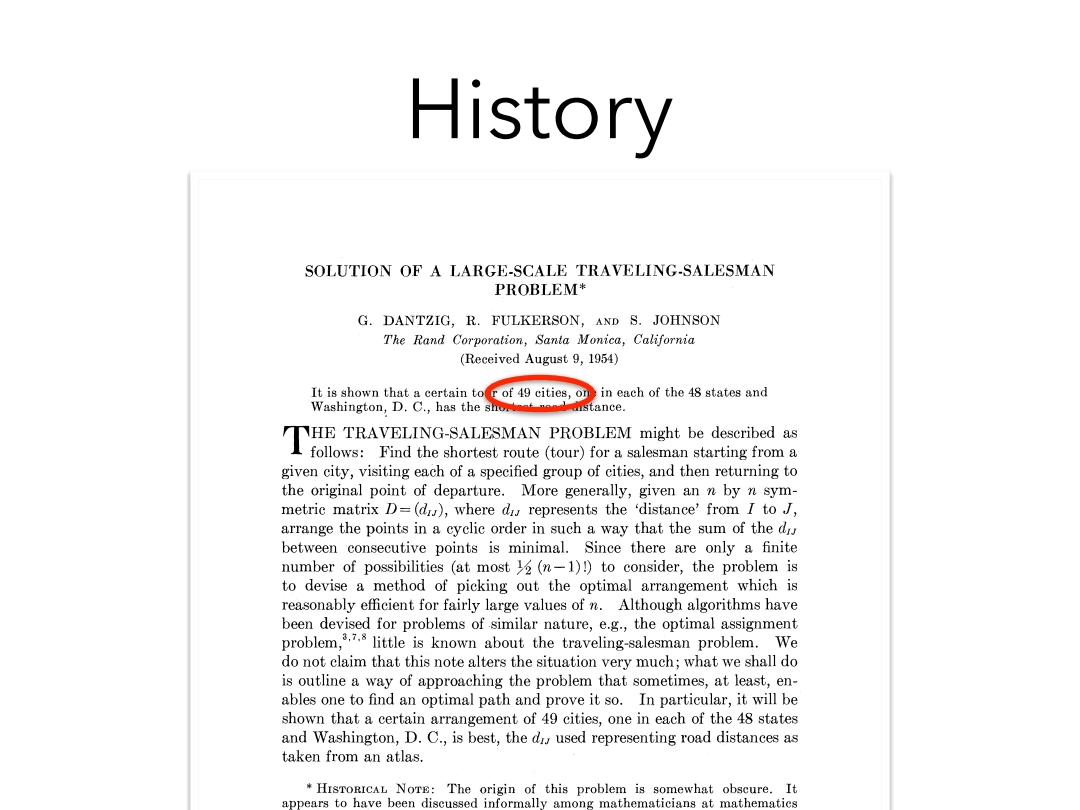 History
SOLUTION OF A LARGE-SCALE TRAVELING-SALESMAN
PROBLEM*
G. DANTZIG, R. FULKERSON, AND S. JOHNSON
The Rand Corporation, Santa Monica, California
(Received August 9, 1954)
It is shown that a certain tour of 49 cities, one in each of the 48 states and
Washington, D. C., has the shortest road distance.
THE TRAVELING-SALESMAN PROBLEM might be described as
follows: Find the shortest route (tour) for a salesman starting from a
given city, visiting each of a specified group of cities, and then returning to
the original point of departure. More generally, given an n by n sym-
metric matrix D=(d_{IJ}), where d_{IJ} represents the ‘distance’ from I to J,
arrange the points in a cyclic order in such a way that the sum of the d_{IJ}
between consecutive points is minimal. Since there are only a finite
number of possibilities (at most ½ (n−1)!) to consider, the problem is
to devise a method of picking out the optimal arrangement which is
reasonably efficient for fairly large values of n. Although algorithms have
been devised for problems of similar nature, e.g., the optimal assignment
problem,³,⁷,⁸ little is known about the traveling-salesman problem. We
do not claim that this note alters the situation very much; what we shall do
is outline a way of approaching the problem that sometimes, at least, en-
ables one to find an optimal path and prove it so. In particular, it will be
shown that a certain arrangement of 49 cities, one in each of the 48 states
and Washington, D. C., is best, the d_{IJ} used representing road distances as
taken from an atlas.
* HISTORICAL NOTE: The origin of this problem is somewhat obscure. It
appears to have been discussed informally among mathematicians at mathematics